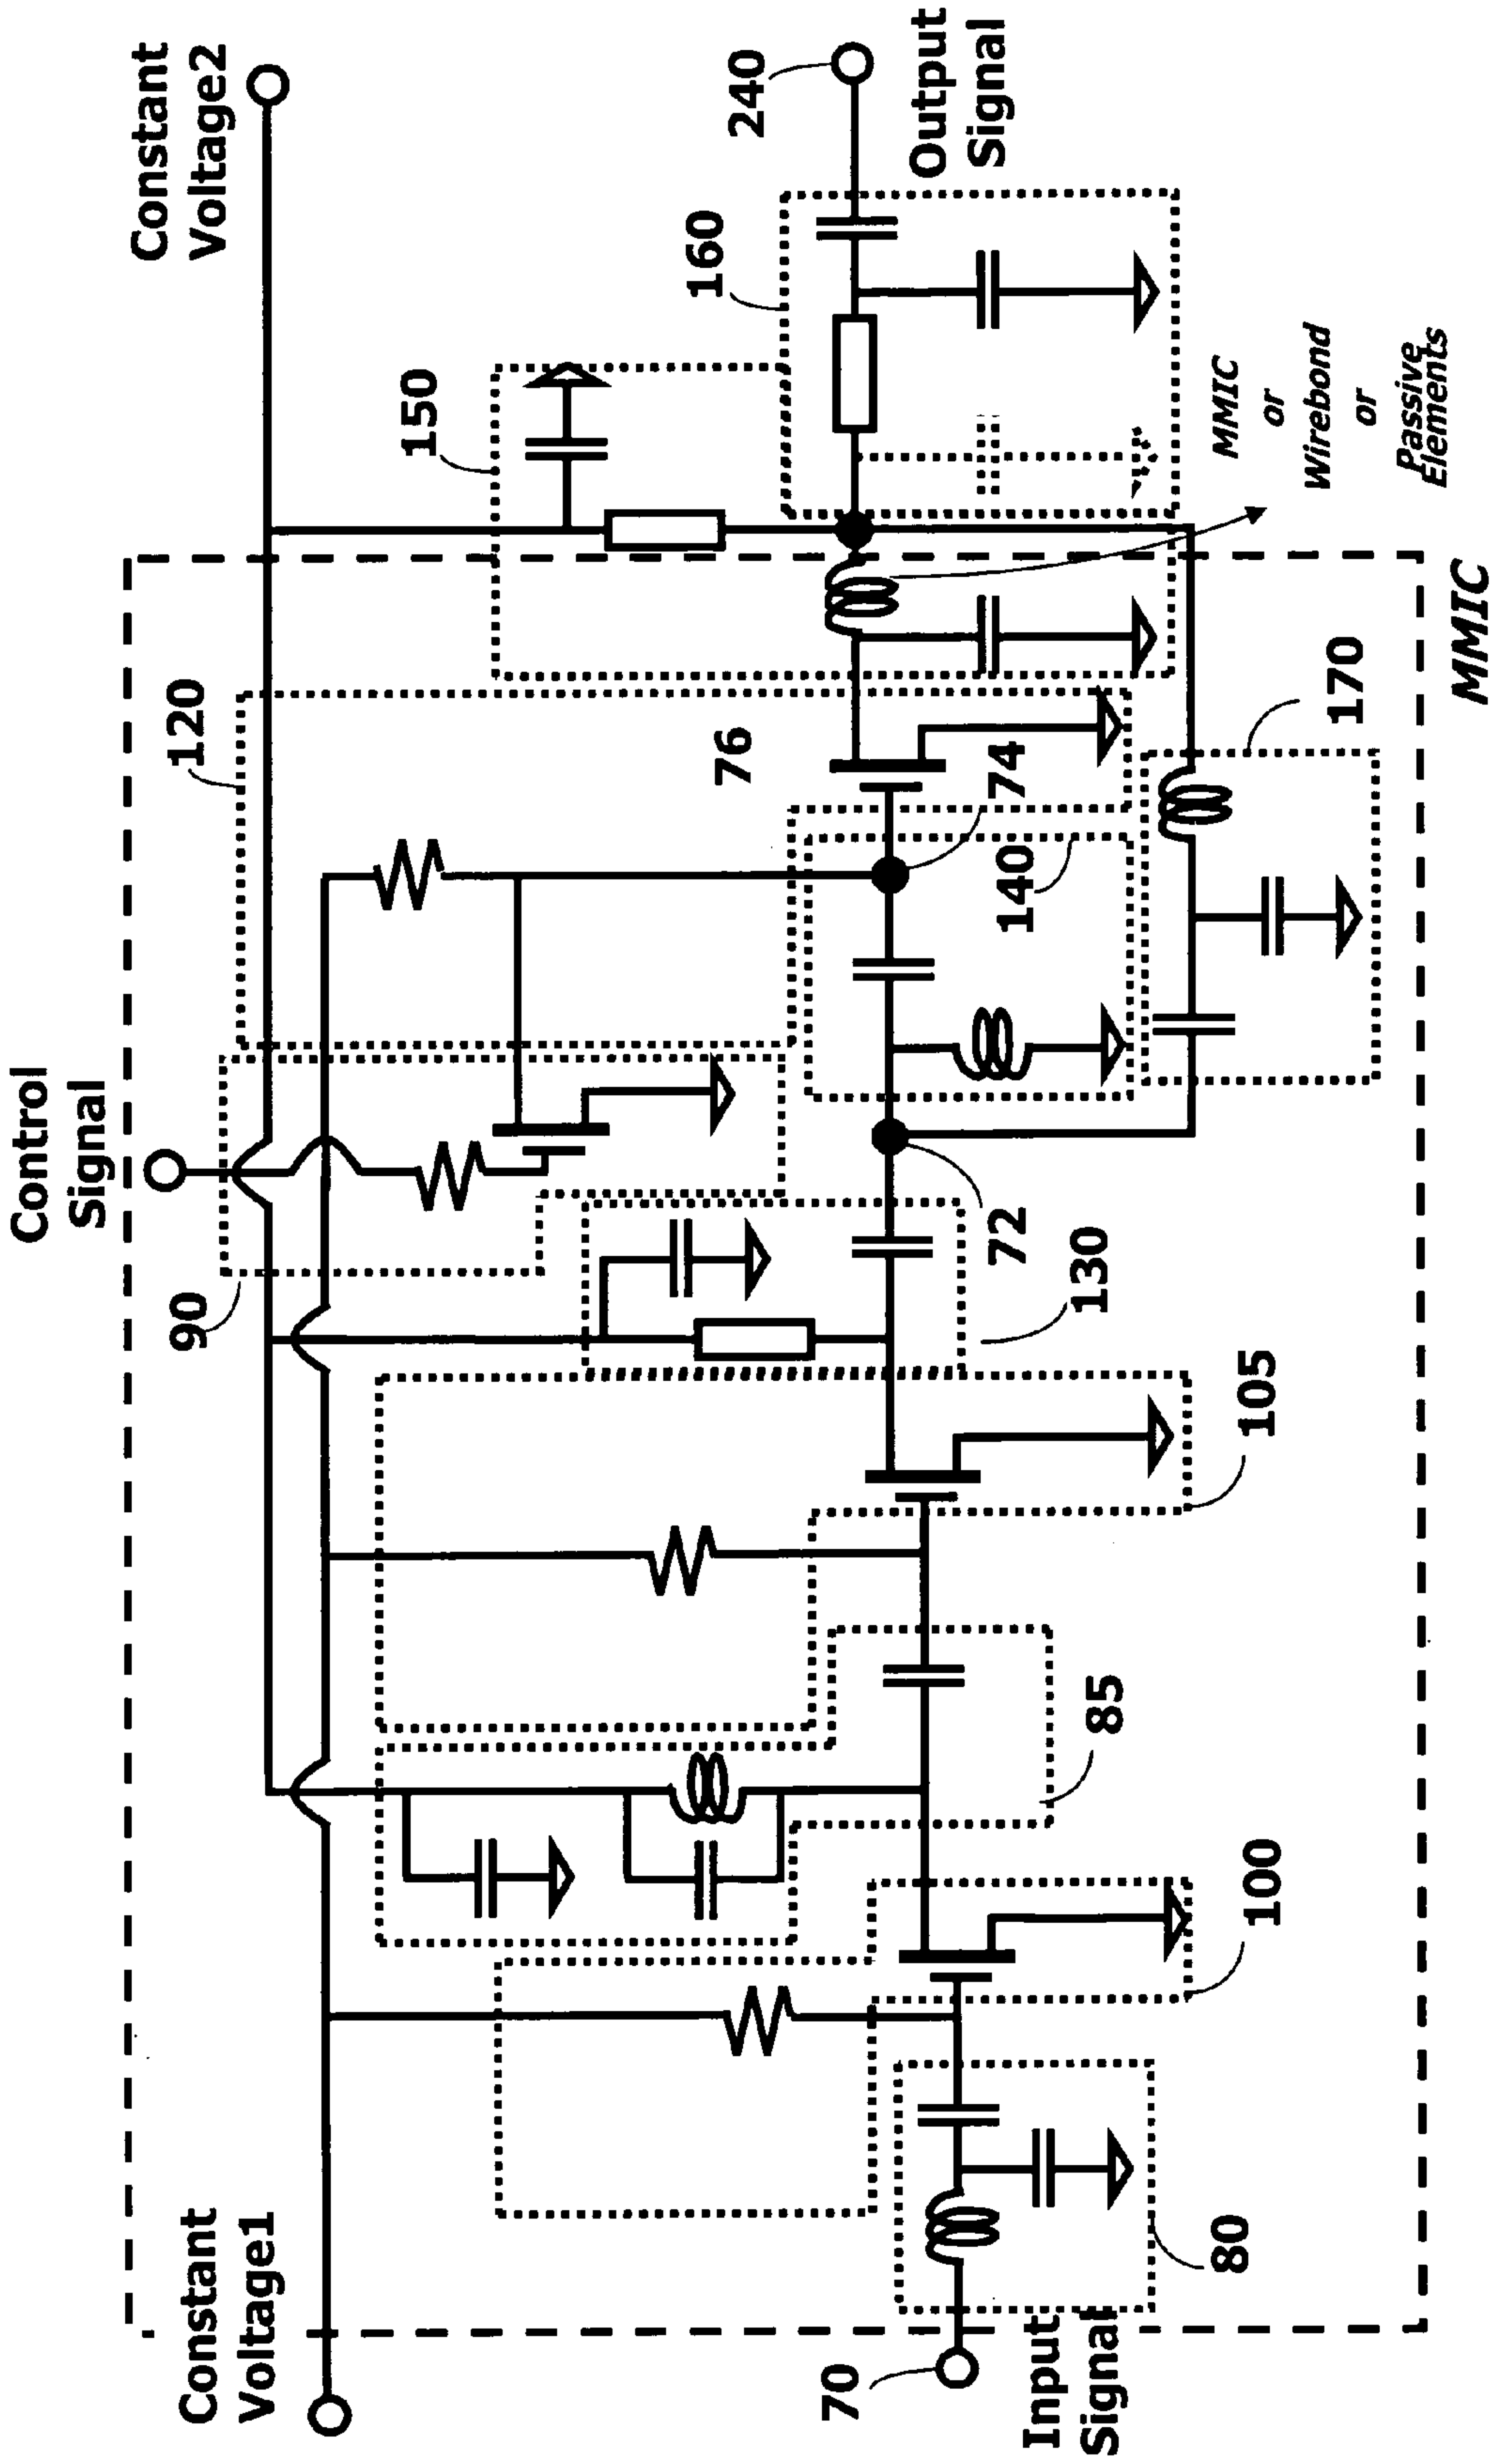 Constant
Voltage2
240
Output
Signal
160
150
MMIC
or
Wirebond
or
Passive
Elements
120
76
74
140
170
MMIC
Control
Signal
90
72
130
105
85
100
Constant
Voltage1
80
70
Input
Signal